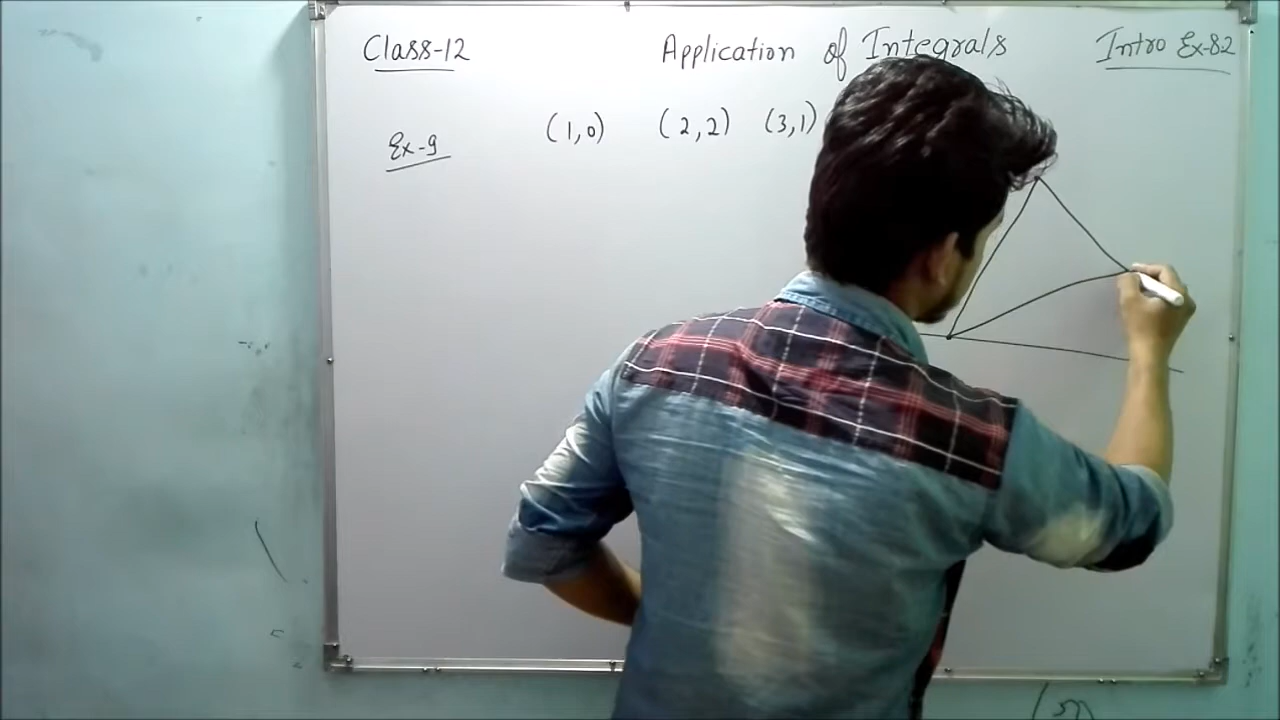 Class-12 Application of Integrals Intro Ex-8.2
Ex-9 (1,0) (2,2) (3,1)